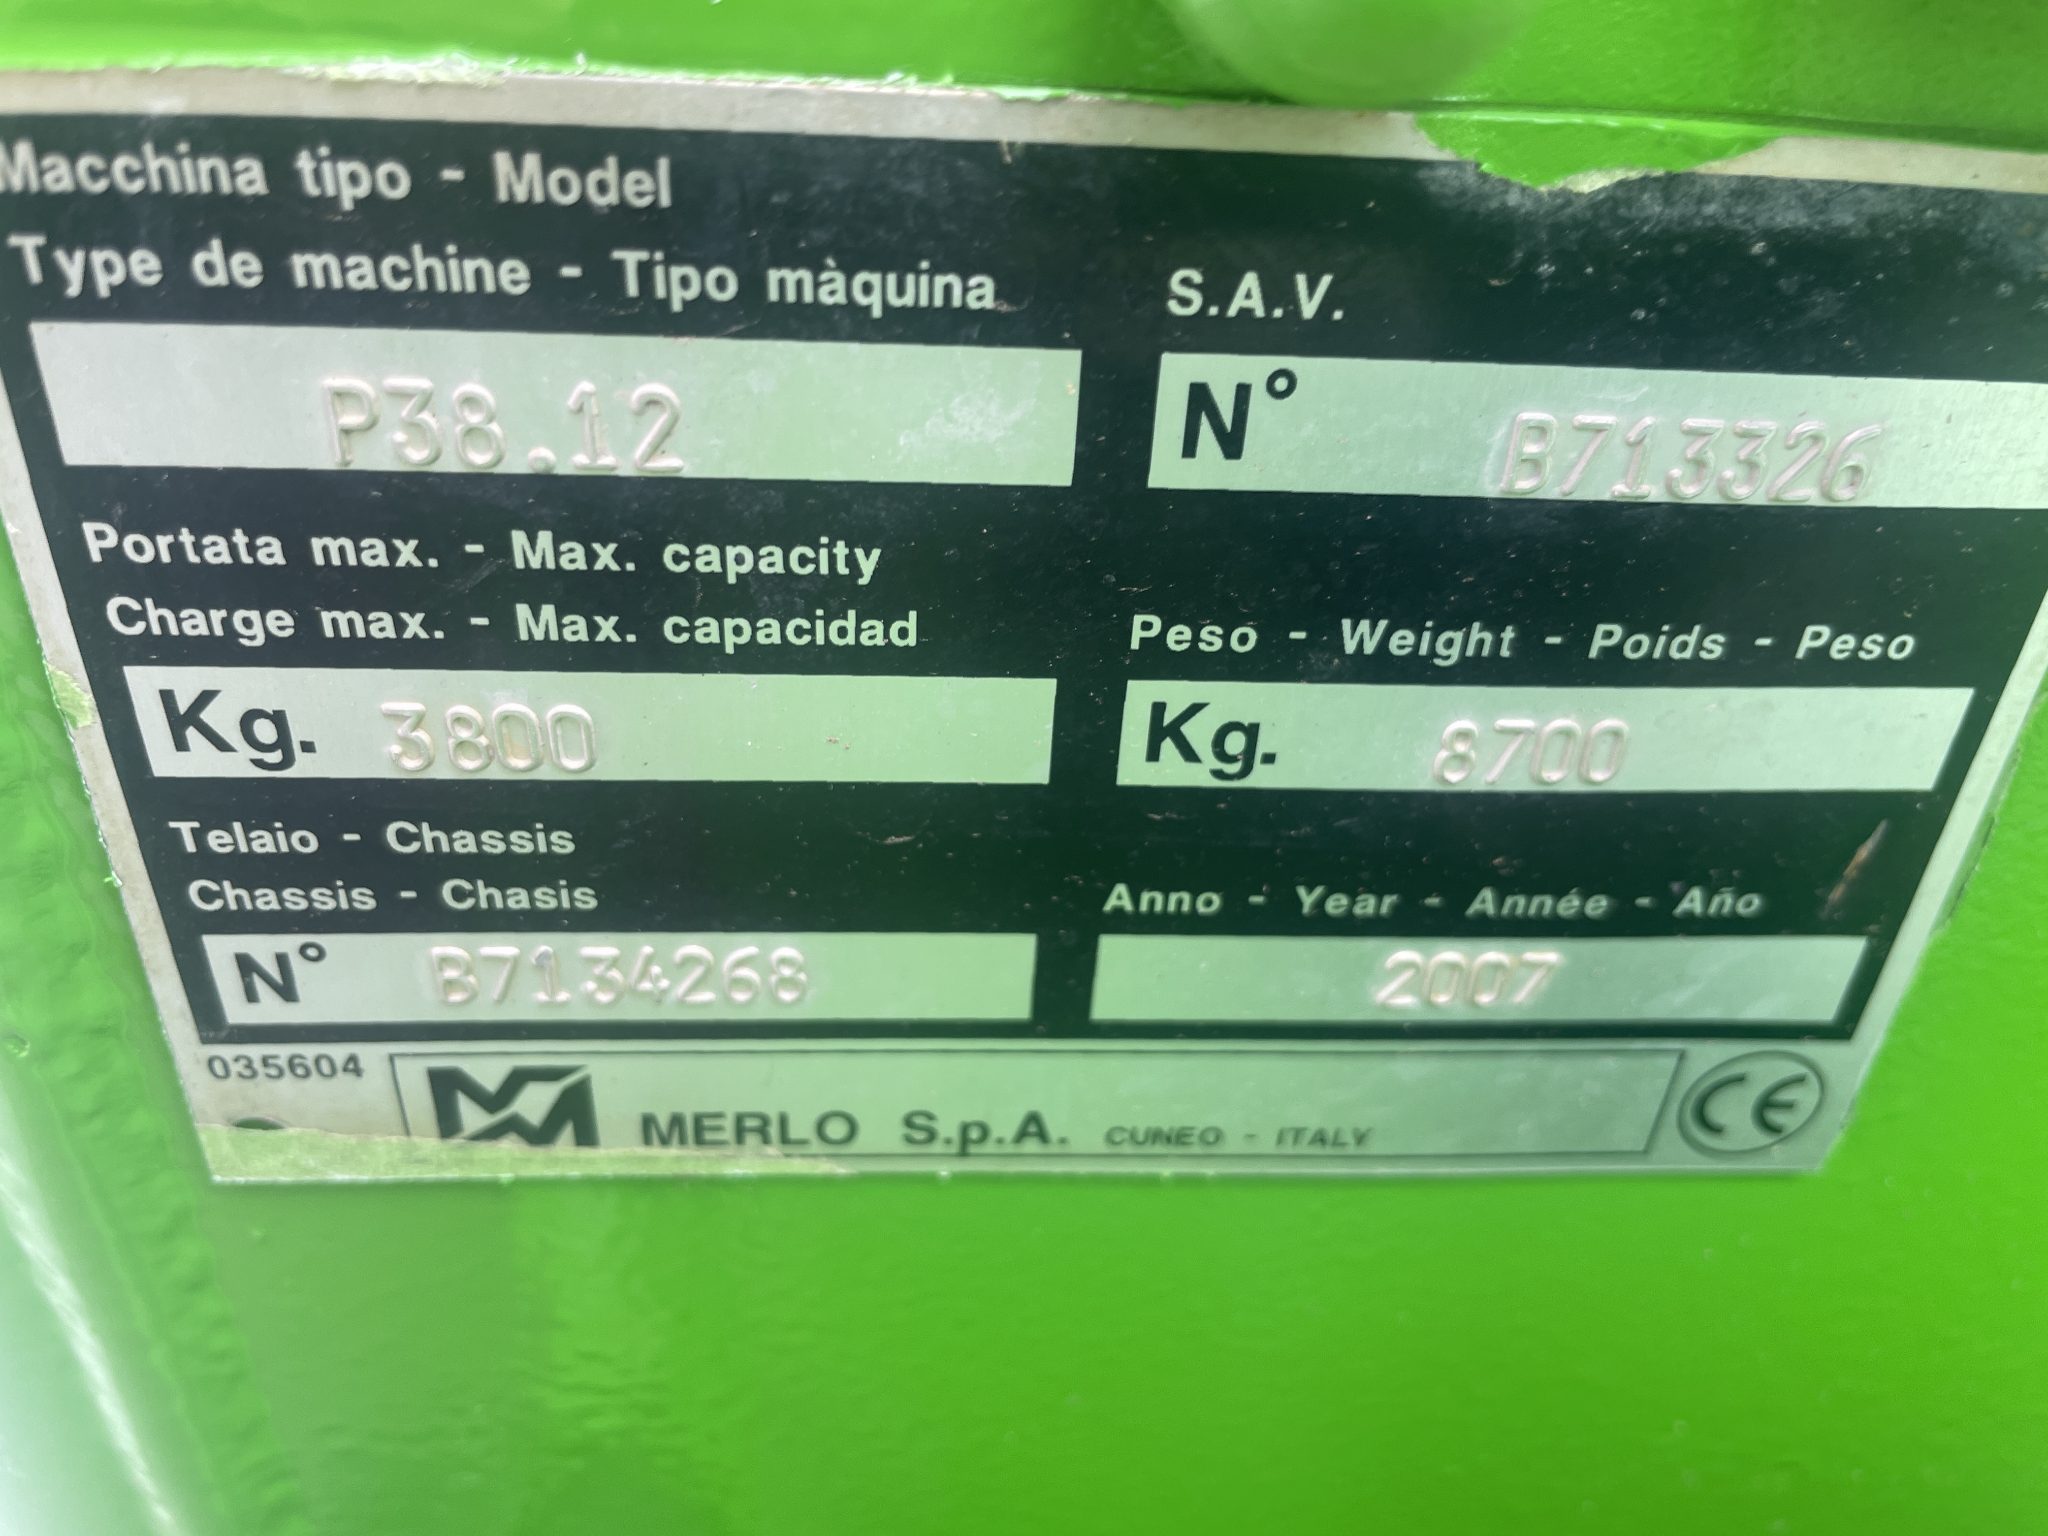 Macchina tipo - Model
Type de machine - Tipo màquina
S.A.V.
P38.12
N° B713326
Portata max. - Max. capacity
Charge max. - Max. capacidad
Peso - Weight - Poids - Peso
Kg. 3800
Kg. 8700
Telaio - Chassis
Chassis - Chasis
Anno - Year - Année - Año
N° B7134268
2007
035604
MERLO S.p.A. CUNEO - ITALY
CE